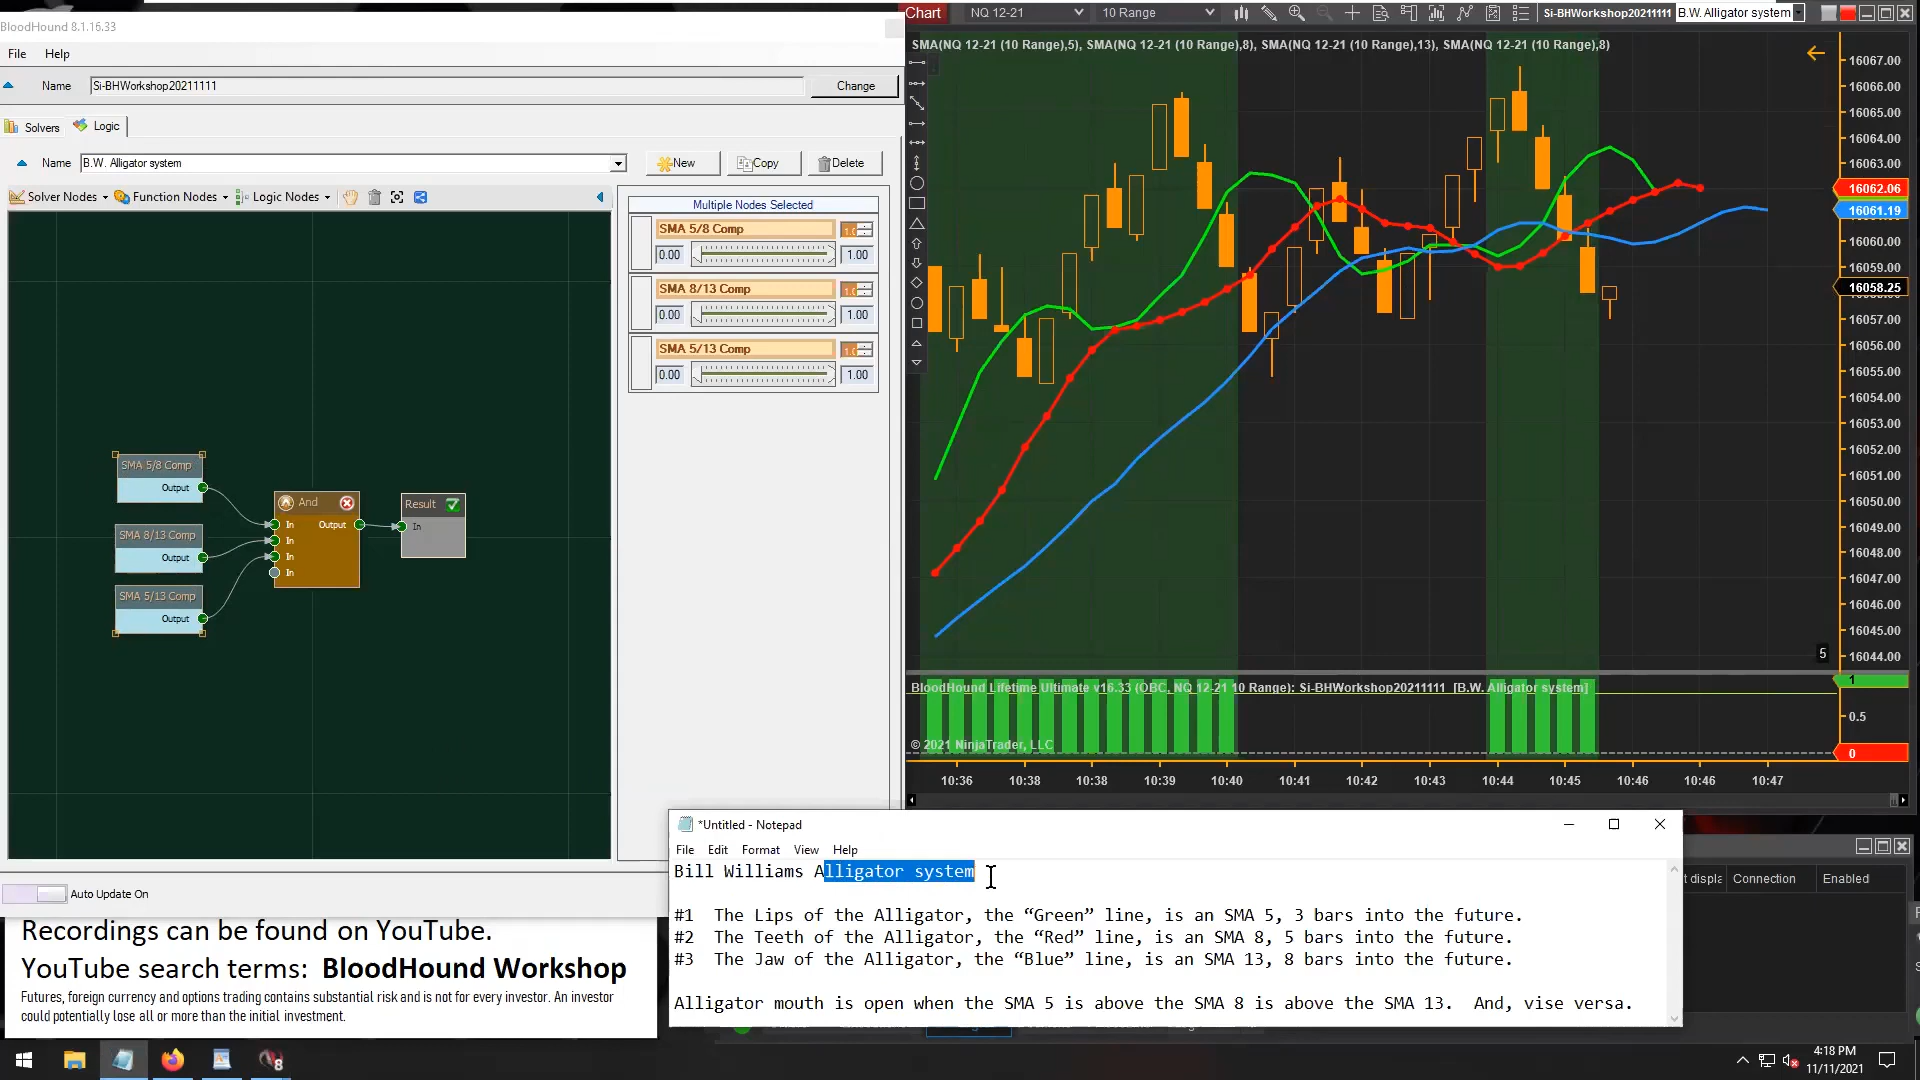 BloodHound 8.1.16.33
File Help
Name Si-BHWorkshop20211111 Change
Solvers Logic
Name B.W. Alligator system New Copy Delete
Solver Nodes Function Nodes Logic Nodes
Multiple Nodes Selected
SMA 5/8 Comp
0.00 1.00
SMA 8/13 Comp
0.00 1.00
SMA 5/13 Comp
0.00 1.00
SMA 5/8 Comp
Output
SMA 8/13 Comp
Output
SMA 5/13 Comp
Output
And
In Output
In
In
In
Result
In
Auto Update On
Chart NQ 12-21 10 Range Si-BHWorkshop20211111 B.W. Alligator system
SMA(NQ 12-21 (10 Range),5), SMA(NQ 12-21 (10 Range),8), SMA(NQ 12-21 (10 Range),13), SMA(NQ 12-21 (10 Range),8)
16067.00
16066.00
16065.00
16064.00
16063.00
16062.06
16061.19
16060.00
16059.00
16058.25
16057.00
16056.00
16055.00
16054.00
16053.00
16052.00
16051.00
16050.00
16049.00
16048.00
16047.00
16046.00
16045.00
16044.00
5
BloodHound Lifetime Ultimate v16.33 (OBC, NQ 12-21 10 Range): Si-BHWorkshop20211111 [B.W. Alligator system]
1
0.5
0
© 2021 NinjaTrader, LLC
10:36 10:38 10:38 10:39 10:40 10:41 10:42 10:43 10:44 10:45 10:46 10:46 10:47
*Untitled - Notepad
File Edit Format View Help
Bill Williams Alligator system
#1 The Lips of the Alligator, the “Green” line, is an SMA 5, 3 bars into the future.
#2 The Teeth of the Alligator, the “Red” line, is an SMA 8, 5 bars into the future.
#3 The Jaw of the Alligator, the “Blue” line, is an SMA 13, 8 bars into the future.
Alligator mouth is open when the SMA 5 is above the SMA 8 is above the SMA 13. And, vise versa.
Connection Enabled
Recordings can be found on YouTube.
YouTube search terms: BloodHound Workshop
Futures, foreign currency and options trading contains substantial risk and is not for every investor. An investor
could potentially lose all or more than the initial investment.
4:18 PM
11/11/2021